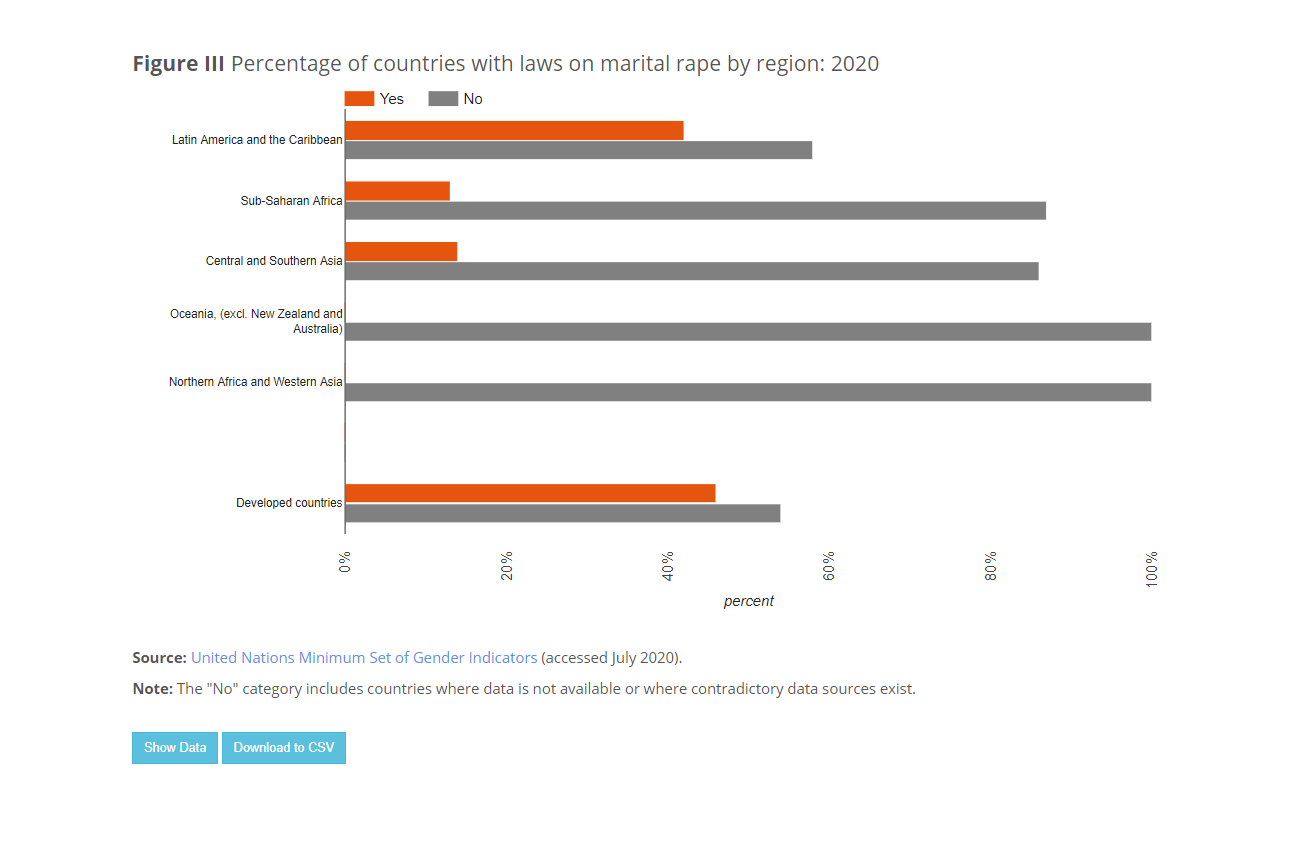 Figure III Percentage of countries with laws on marital rape by region: 2020
Yes No
Latin America and the Caribbean
Sub-Saharan Africa
Central and Southern Asia
Oceania, (excl. New Zealand and
Australia)
Northern Africa and Western Asia
Developed countries
0% 20% 40% 60% 80% 100%
percent
Source: United Nations Minimum Set of Gender Indicators (accessed July 2020).
Note: The "No" category includes countries where data is not available or where contradictory data sources exist.
Show Data Download to CSV